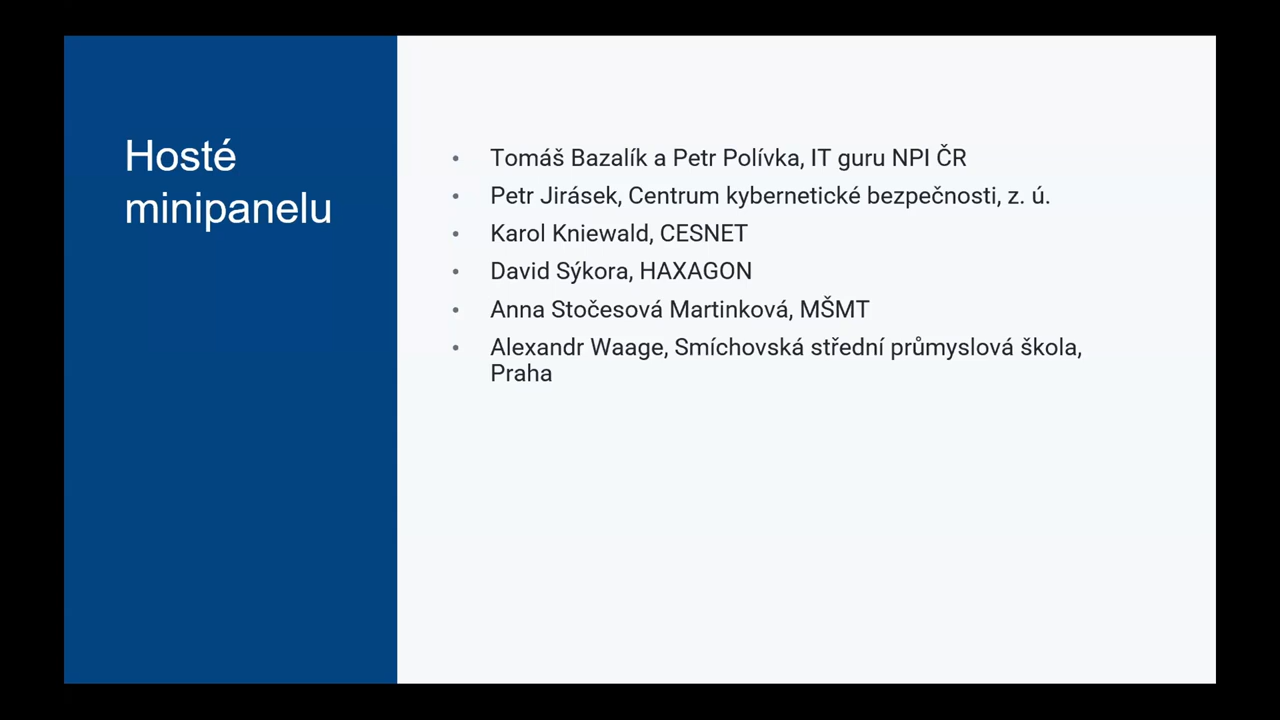 Hosté
minipanelu
• Tomáš Bazalík a Petr Polívka, IT guru NPI ČR
• Petr Jirásek, Centrum kybernetické bezpečnosti, z. ú.
• Karol Kniewald, CESNET
• David Sýkora, HAXAGON
• Anna Stočesová Martinková, MŠMT
• Alexandr Waage, Smíchovská střední průmyslová škola,
Praha